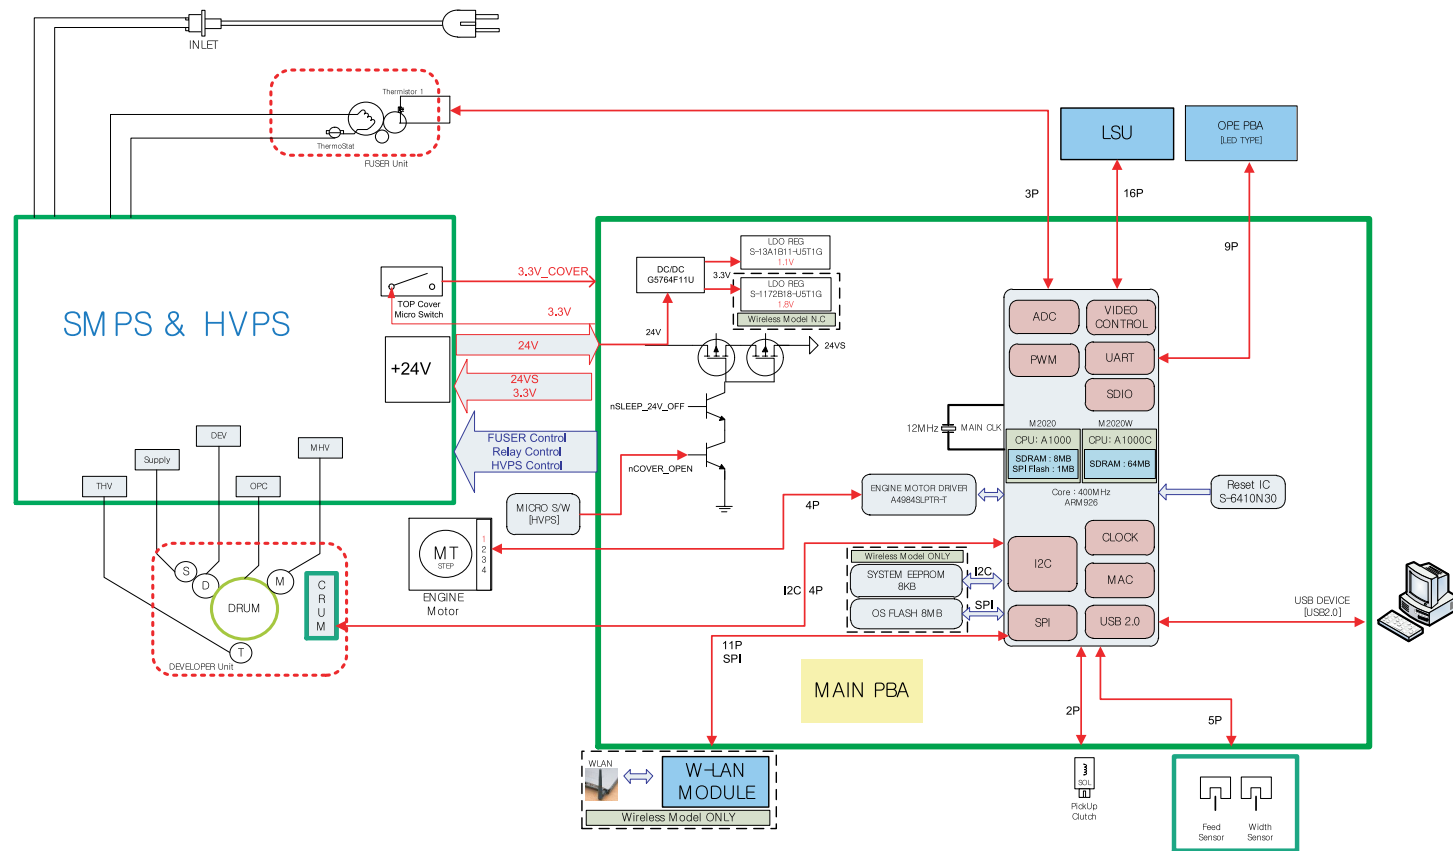 INLET
Thermistor 1
ThermoStat
FUSER Unit
LSU
OPE PBA
[LED TYPE]
3P
16P
9P
SMPS & HVPS
TOP Cover
Micro Switch
+24V
3.3V_COVER
3.3V
24V
24VS
3.3V
FUSER Control
Relay Control
HVPS Control
DC/DC
G5764F11U
3.3V
LDO REG
S-13A1B11-U5T1G
1.1V
LDO REG
S-1172B18-U5T1G
1.8V
Wireless Model N.C
24V
24VS
nSLEEP_24V_OFF
nCOVER_OPEN
MICRO S/W
[HVPS]
ADC
VIDEO
CONTROL
PWM
UART
SDIO
12MHz
MAIN CLK
M2020
M2020W
CPU: A1000
CPU: A1000C
SDRAM : 8MB
SPI Flash : 1MB
SDRAM : 64MB
Core : 400MHz
ARM926
Reset IC
S-6410N30
ENGINE MOTOR DRIVER
A4984SLPTR-T
4P
THV
Supply
DEV
OPC
MHV
S
D
M
DRUM
T
C
R
U
M
DEVELOPER Unit
MT
STEP
1
2
3
4
ENGINE
Motor
I2C
4P
Wireless Model ONLY
SYSTEM EEPROM
8KB
OS FLASH 8MB
I2C
SPI
I2C
CLOCK
MAC
SPI
USB 2.0
USB DEVICE
[USB2.0]
11P
SPI
MAIN PBA
2P
5P
WLAN
W-LAN
MODULE
Wireless Model ONLY
SOL
PickUp
Clutch
Feed
Sensor
Width
Sensor